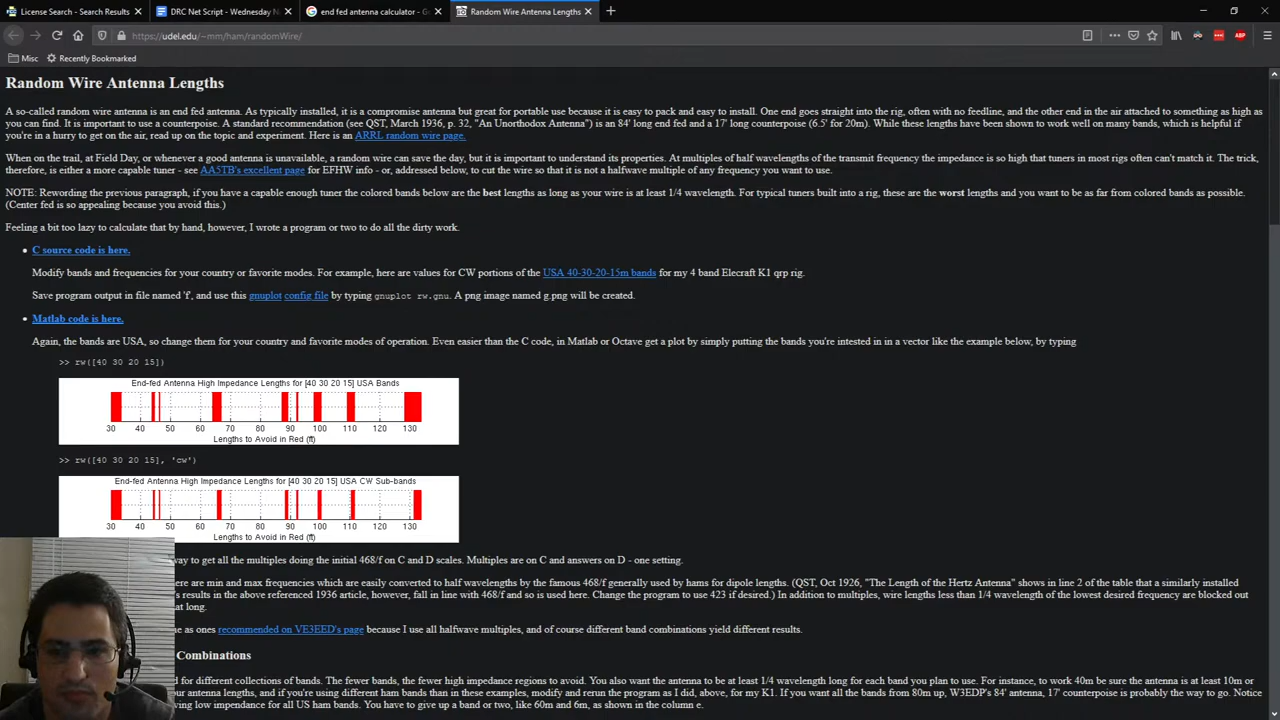 License Search - Search Results
DRC Net Script - Wednesday N
end fed antenna calculator - G
Random Wire Antenna Lengths
https://udel.edu/~mm/ham/randomWire/
Misc
Recently Bookmarked
Random Wire Antenna Lengths
A so-called random wire antenna is an end fed antenna. As typically installed, it is a compromise antenna but great for portable use because it is easy to pack and easy to install. One end goes straight into the rig, often with no feedline, and the other end in the air attached to something as high as
you can find. It is important to use a counterpoise. A standard recommendation (see QST, March 1936, p. 32, "An Unorthodox Antenna") is an 84' long end fed and a 17' long counterpoise (6.5' for 20m). While these lengths have been shown to work well on many bands, which is helpful if
you're in a hurry to get on the air, read up on the topic and experiment. Here is an ARRL random wire page.
When on the trail, at Field Day, or whenever a good antenna is unavailable, a random wire can save the day, but it is important to understand its properties. At multiples of half wavelengths of the transmit frequency the impedance is so high that tuners in most rigs often can't match it. The trick,
therefore, is either a more capable tuner - see AA5TB's excellent page for EFHW info - or, addressed below, to cut the wire so that it is not a halfwave multiple of any frequency you want to use.
NOTE: Rewording the previous paragraph, if you have a capable enough tuner the colored bands below are the best lengths as long as your wire is at least 1/4 wavelength. For typical tuners built into a rig, these are the worst lengths and you want to be as far from colored bands as possible.
(Center fed is so appealing because you avoid this.)
Feeling a bit too lazy to calculate that by hand, however, I wrote a program or two to do all the dirty work.
• C source code is here.
Modify bands and frequencies for your country or favorite modes. For example, here are values for CW portions of the USA 40-30-20-15m bands for my 4 band Elecraft K1 qrp rig.
Save program output in file named 'f', and use this gnuplot config file by typing gnuplot rw.gnu. A png image named g.png will be created.
• Matlab code is here.
Again, the bands are USA, so change them for your country and favorite modes of operation. Even easier than the C code, in Matlab or Octave get a plot by simply putting the bands you're intested in in a vector like the example below, by typing
>> rw([40 30 20 15])
End-fed Antenna High Impedance Lengths for [40 30 20 15] USA Bands
30 40 50 60 70 80 90 100 110 120 130
Lengths to Avoid in Red (ft)
>> rw([40 30 20 15], 'cw')
End-fed Antenna High Impedance Lengths for [40 30 20 15] USA CW Sub-bands
30 40 50 60 70 80 90 100 110 120 130
Lengths to Avoid in Red (ft)
way to get all the multiples doing the initial 468/f on C and D scales. Multiples are on C and answers on D - one setting.
ere are min and max frequencies which are easily converted to half wavelengths by the famous 468/f generally used by hams for dipole lengths. (QST, Oct 1926, "The Length of the Hertz Antenna" shows in line 2 of the table that a similarly installed
's results in the above referenced 1936 article, however, fall in line with 468/f and so is used here. Change the program to use 423 if desired.) In addition to multiples, wire lengths less than 1/4 wavelength of the lowest desired frequency are blocked out
at long.
ne as ones recommended on VE3EED's page because I use all halfwave multiples, and of course different band combinations yield different results.
Combinations
d for different collections of bands. The fewer bands, the fewer high impedance regions to avoid. You also want the antenna to be at least 1/4 wavelength long for each band you plan to use. For instance, to work 40m be sure the antenna is at least 10m or
ur antenna lengths, and if you're using different ham bands than in these examples, modify and rerun the program as I did, above, for my K1. If you want all the bands from 80m up, W3EDP's 84' antenna, 17' counterpoise is probably the way to go. Notice
ving low impedance for all US ham bands. You have to give up a band or two, like 60m and 6m, as shown in the column e.